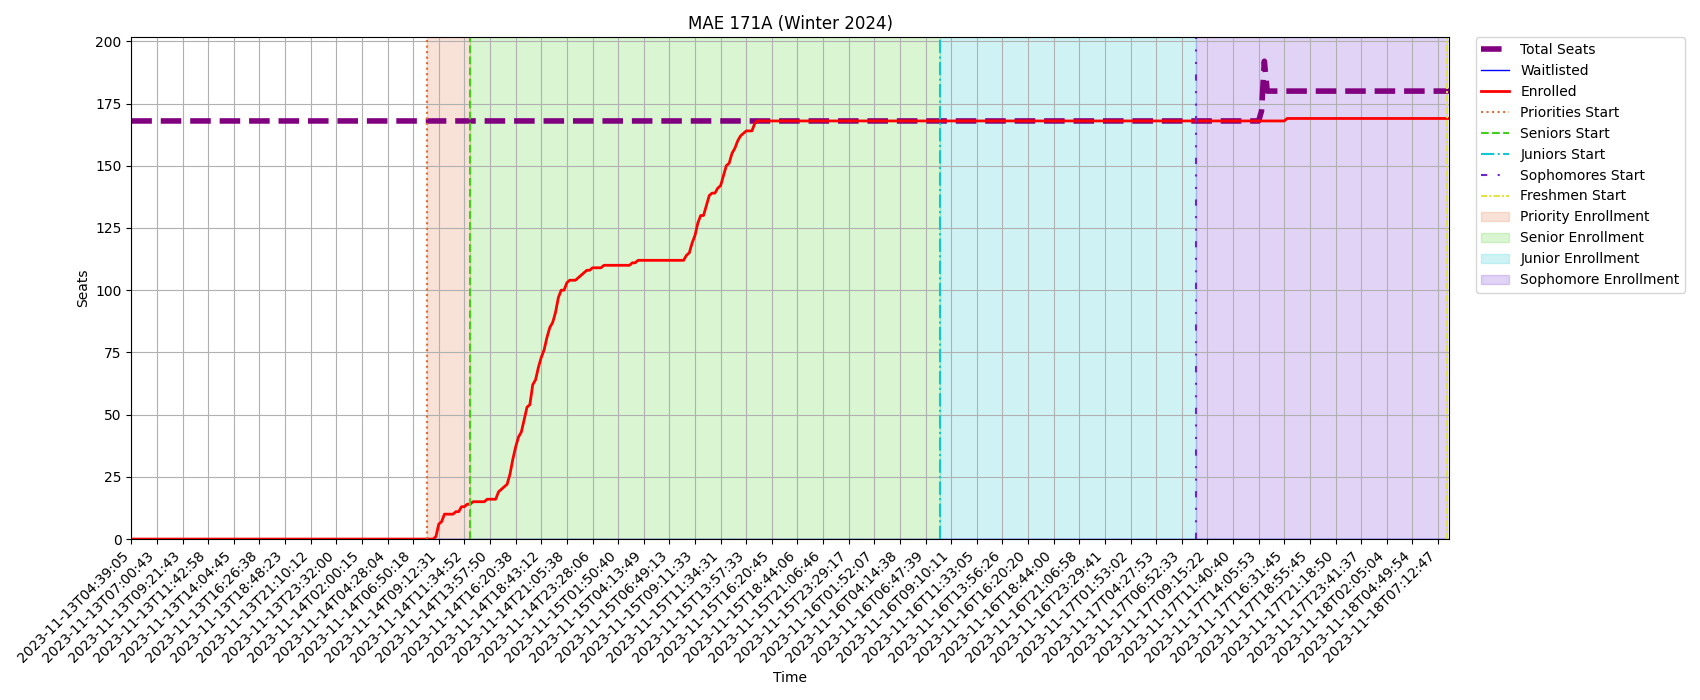 MAE 171A (Winter 2024)
Seats
200
175
150
125
100
75
50
25
0
2023-11-13T04:39:05
2023-11-13T07:00:43
2023-11-13T09:21:43
2023-11-13T11:42:58
2023-11-13T14:04:45
2023-11-13T16:26:38
2023-11-13T18:48:23
2023-11-13T21:10:12
2023-11-13T23:32:00
2023-11-14T02:00:15
2023-11-14T04:28:04
2023-11-14T06:50:18
2023-11-14T09:12:31
2023-11-14T11:34:52
2023-11-14T13:57:50
2023-11-14T16:20:38
2023-11-14T18:43:12
2023-11-14T21:05:38
2023-11-14T23:28:06
2023-11-15T01:50:40
2023-11-15T04:13:49
2023-11-15T06:49:13
2023-11-15T09:11:33
2023-11-15T11:34:31
2023-11-15T13:57:33
2023-11-15T16:20:45
2023-11-15T18:44:06
2023-11-15T21:06:46
2023-11-15T23:29:17
2023-11-16T01:52:07
2023-11-16T04:14:38
2023-11-16T06:47:39
2023-11-16T09:10:11
2023-11-16T11:33:05
2023-11-16T13:56:26
2023-11-16T16:20:20
2023-11-16T18:44:00
2023-11-16T21:06:58
2023-11-16T23:29:41
2023-11-17T01:53:02
2023-11-17T04:27:53
2023-11-17T06:52:33
2023-11-17T09:15:22
2023-11-17T11:40:40
2023-11-17T14:05:53
2023-11-17T16:31:45
2023-11-17T18:55:45
2023-11-17T21:18:50
2023-11-17T23:41:37
2023-11-18T02:05:04
2023-11-18T04:49:54
2023-11-18T07:12:47
Time
Total Seats
Waitlisted
Enrolled
Priorities Start
Seniors Start
Juniors Start
Sophomores Start
Freshmen Start
Priority Enrollment
Senior Enrollment
Junior Enrollment
Sophomore Enrollment